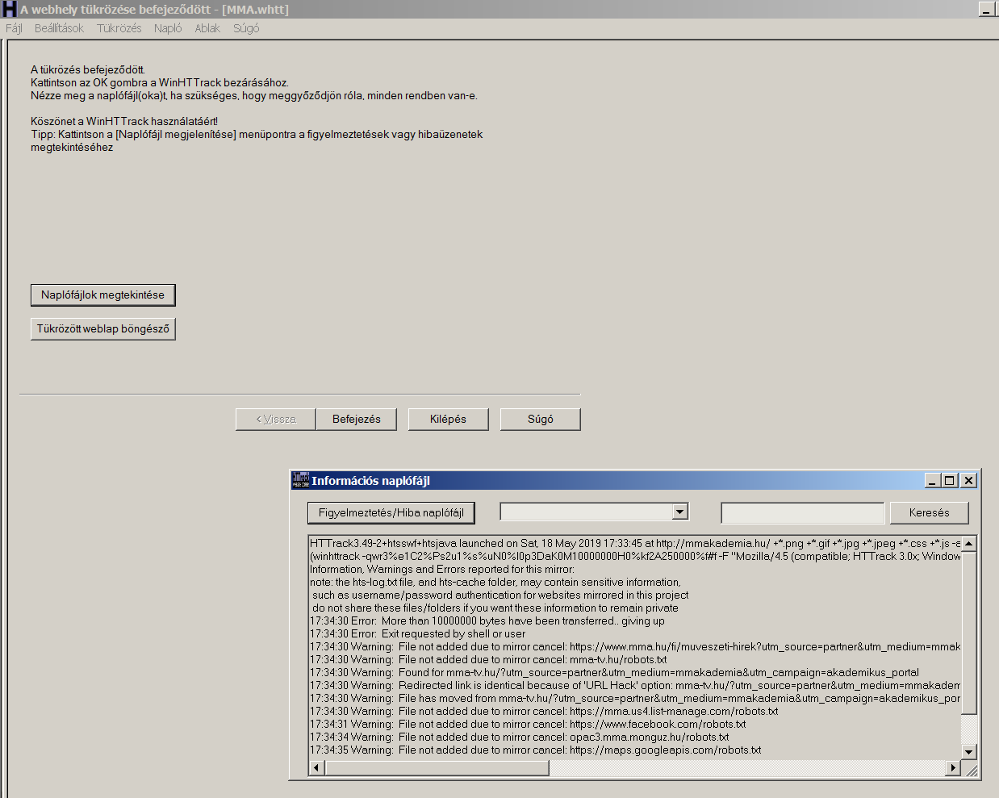 A webhely tükrözése befejeződött - [MMA.whtt]
Fájl Beállítások Tükrözés Napló Ablak Súgó
A tükrözés befejeződött.
Kattintson az OK gombra a WinHTTrack bezárásához.
Nézze meg a naplófájl(oka)t, ha szükséges, hogy meggyőződjön róla, minden rendben van-e.
Köszönet a WinHTTrack használatáért!
Tipp: Kattintson a [Naplófájl megjelenítése] menüpontra a figyelmeztetések vagy hibaüzenetek
megtekintéséhez
Naplófájlok megtekintése
Tükrözött weblap böngésző
< Vissza Befejezés Kilépés Súgó
Információs naplófájl
Figyelmeztetés/Hiba naplófájl Keresés
HTTrack3.49-2+htsswf+htsjava launched on Sat, 18 May 2019 17:33:45 at http://mmakademia.hu/ +*.png +*.gif +*.jpg +*.jpeg +*.css +*.js -a
(winhttrack -qwr3%e1C2%Ps2u1%s%uN0%I0p3DaK0M10000000H0%kf2A250000%f#f -F "Mozilla/4.5 (compatible; HTTrack 3.0x; Window
Information, Warnings and Errors reported for this mirror:
note: the hts-log.txt file, and hts-cache folder, may contain sensitive information,
such as username/password authentication for websites mirrored in this project
do not share these files/folders if you want these information to remain private
17:34:30 Error: More than 10000000 bytes have been transferred.. giving up
17:34:30 Error: Exit requested by shell or user
17:34:30 Warning: File not added due to mirror cancel: https://www.mma.hu/fi/muveszeti-hirek?utm_source=partner&utm_medium=mmak
17:34:30 Warning: File not added due to mirror cancel: mma-tv.hu/robots.txt
17:34:30 Warning: Found for mma-tv.hu/?utm_source=partner&utm_medium=mmakademia&utm_campaign=akademikus_portal
17:34:30 Warning: Redirected link is identical because of 'URL Hack' option: mma-tv.hu/?utm_source=partner&utm_medium=mmakadem
17:34:30 Warning: File has moved from mma-tv.hu/?utm_source=partner&utm_medium=mmakademia&utm_campaign=akademikus_por
17:34:30 Warning: File not added due to mirror cancel: https://mma.us4.list-manage.com/robots.txt
17:34:31 Warning: File not added due to mirror cancel: https://www.facebook.com/robots.txt
17:34:34 Warning: File not added due to mirror cancel: opac3.mma.monguz.hu/robots.txt
17:34:35 Warning: File not added due to mirror cancel: https://maps.googleapis.com/robots.txt